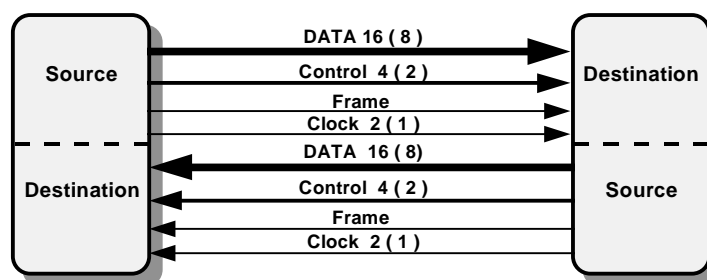 DATA 16 ( 8 )
Source
Control 4 ( 2 )
Destination
Frame
Clock 2 ( 1 )
DATA 16 ( 8)
Destination
Control 4 ( 2 )
Source
Frame
Clock 2 ( 1 )